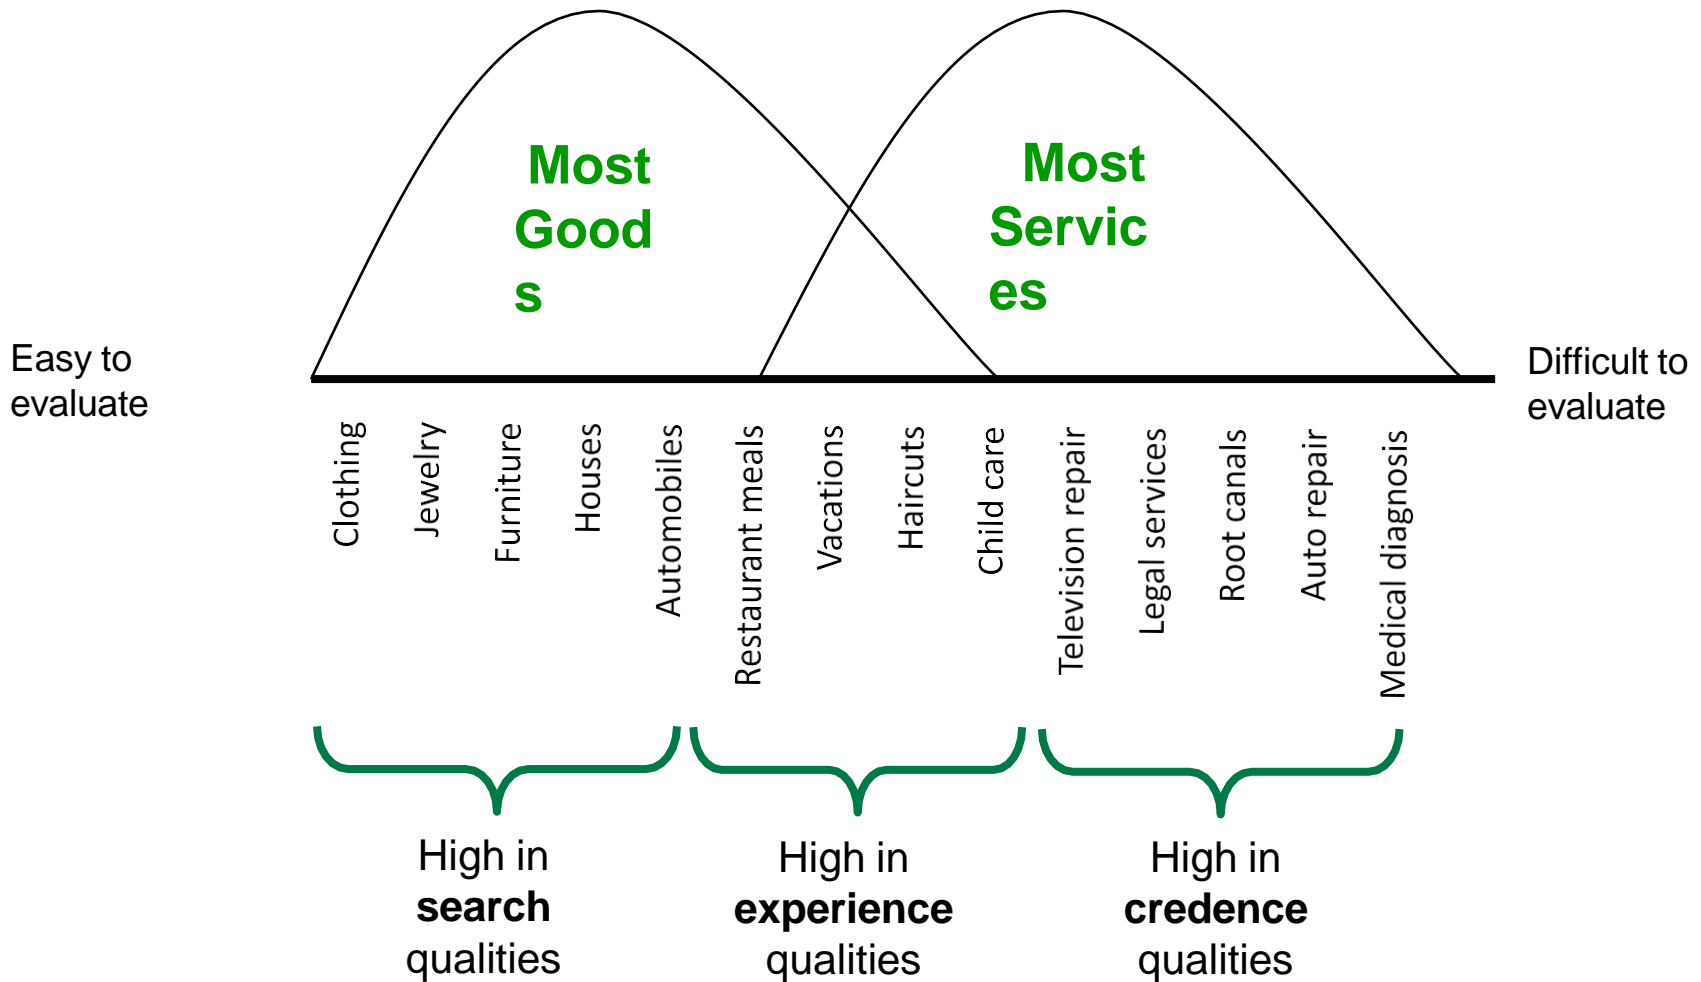 Most
Good
s
Most
Servic
es
Easy to
evaluate
Difficult to
evaluate
Clothing
Jewelry
Furniture
Houses
Automobiles
Restaurant meals
Vacations
Haircuts
Child care
Television repair
Legal services
Root canals
Auto repair
Medical diagnosis
High in
search
qualities
High in
experience
qualities
High in
credence
qualities